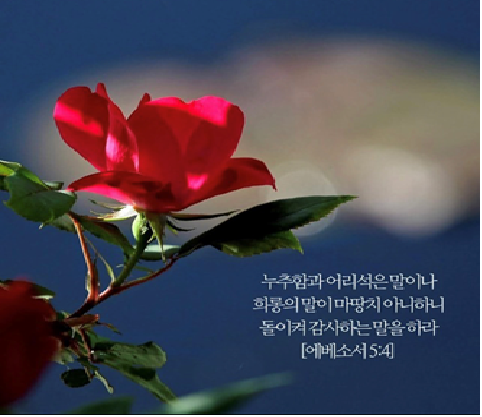 누추함과 어리석은 말이나
희롱의 말이 마땅치 아니하니
돌이켜 감사하는 말을 하라
[에베소서 5:4]